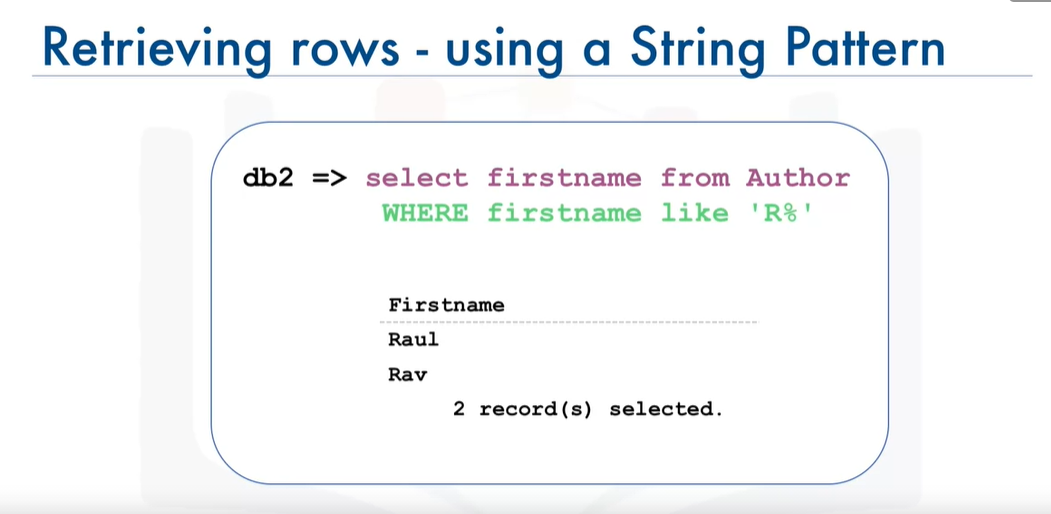 Retrieving rows - using a String Pattern
db2 => select firstname from Author
WHERE firstname like 'R%'
Firstname
Raul
Rav
2 record(s) selected.